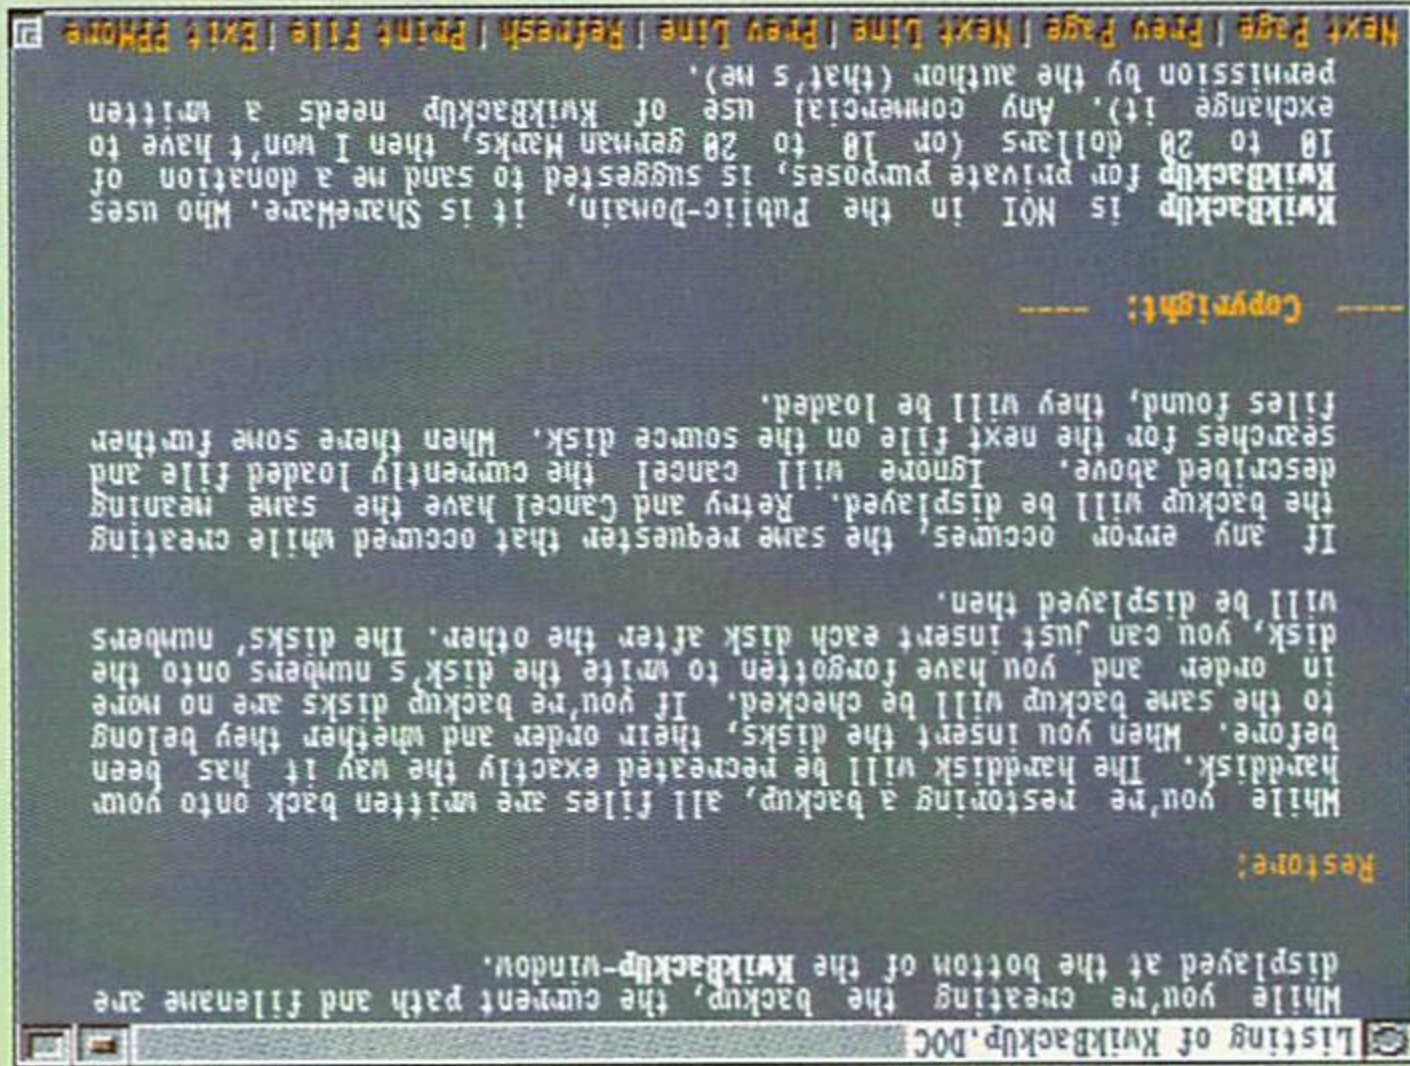 Listing of KwikBackUp.DOC
While you're creating the backup, the current path and filename are
displayed at the bottom of the KwikBackUp-window.
Restore:
While you're restoring a backup, all files are written back onto your
harddisk. The harddisk will be recreated exactly the way it has been
before. When you insert the disks, their order and whether they belong
to the same backup will be checked. If you're backup disks are no more
in order and you have forgotten to write the disk's numbers onto the
disk, you can just insert each disk after the other. The disks' numbers
will be displayed then.
If any error occures, the same requester that occured while creating
the backup will be displayed. Retry and Cancel have the same meaning
described above. Ignore will cancel the currently loaded file and
searches for the next file on the source disk. When there some further
files found, they will be loaded.
---- Copyright: ----
KwikBackUp is NOT in the Public-Domain, it is ShareWare. Who uses
KwikBackUp for private purposes, is suggested to sand me a donation of
10 to 20 dollars (or 10 to 20 german Marks, then I won't have to
exchange it). Any commercial use of KwikBackUp needs a written
permission by the author (that's me).
Next Page | Prev Page | Next Line | Prev Line | Refresh | Print File | Exit PPMore